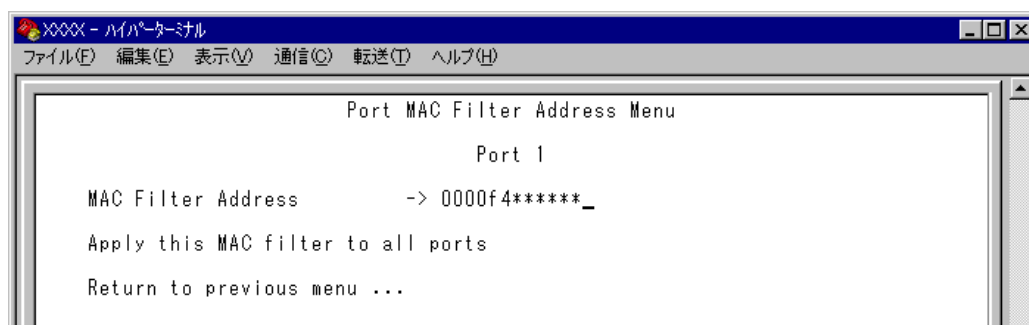 XXXX - ﾊｲﾊﾟｰﾀｰﾐﾅﾙ
ファイル(F) 編集(E) 表示(V) 通信(C) 転送(T) ヘルプ(H)
Port MAC Filter Address Menu
Port 1
MAC Filter Address -> 0000f4******_
Apply this MAC filter to all ports
Return to previous menu ...